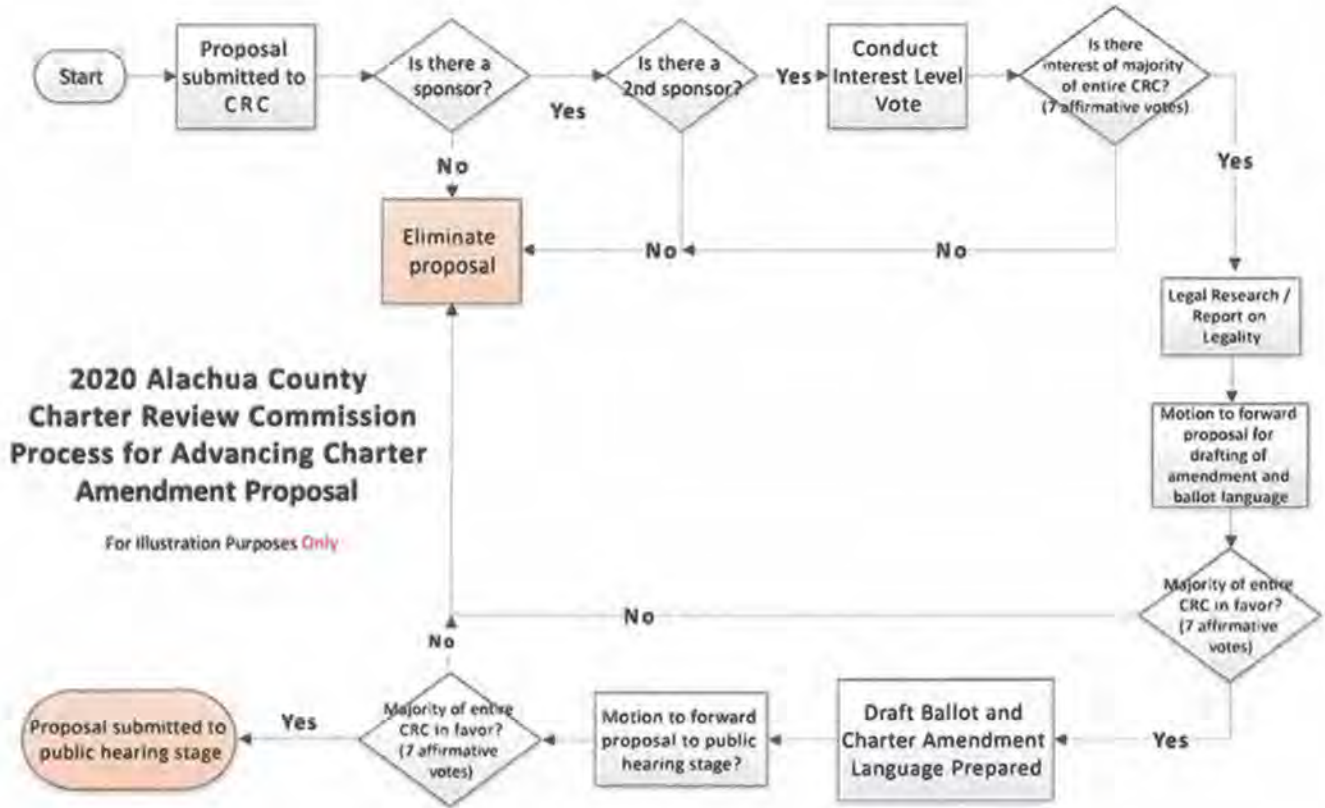 Start
Proposal
submitted to
CRC
Is there a
sponsor?
Yes
Is there a
2nd sponsor?
Yes
Conduct
Interest Level
Vote
Is there
interest of majority
of entire CRC?
(7 affirmative votes)
Yes
No
Eliminate
proposal
No
No
Legal Research /
Report on
Legality
2020 Alachua County
Charter Review Commission
Process for Advancing Charter
Amendment Proposal
For Illustration Purposes Only
Motion to forward
proposal for
drafting of
amendment and
ballot language
Majority of entire
CRC in favor?
(7 affirmative
votes)
No
No
Yes
Draft Ballot and
Charter Amendment
Language Prepared
Motion to forward
proposal to public
hearing stage?
Majority of entire
CRC in favor?
(7 affirmative
votes)
Yes
Proposal submitted to
public hearing stage